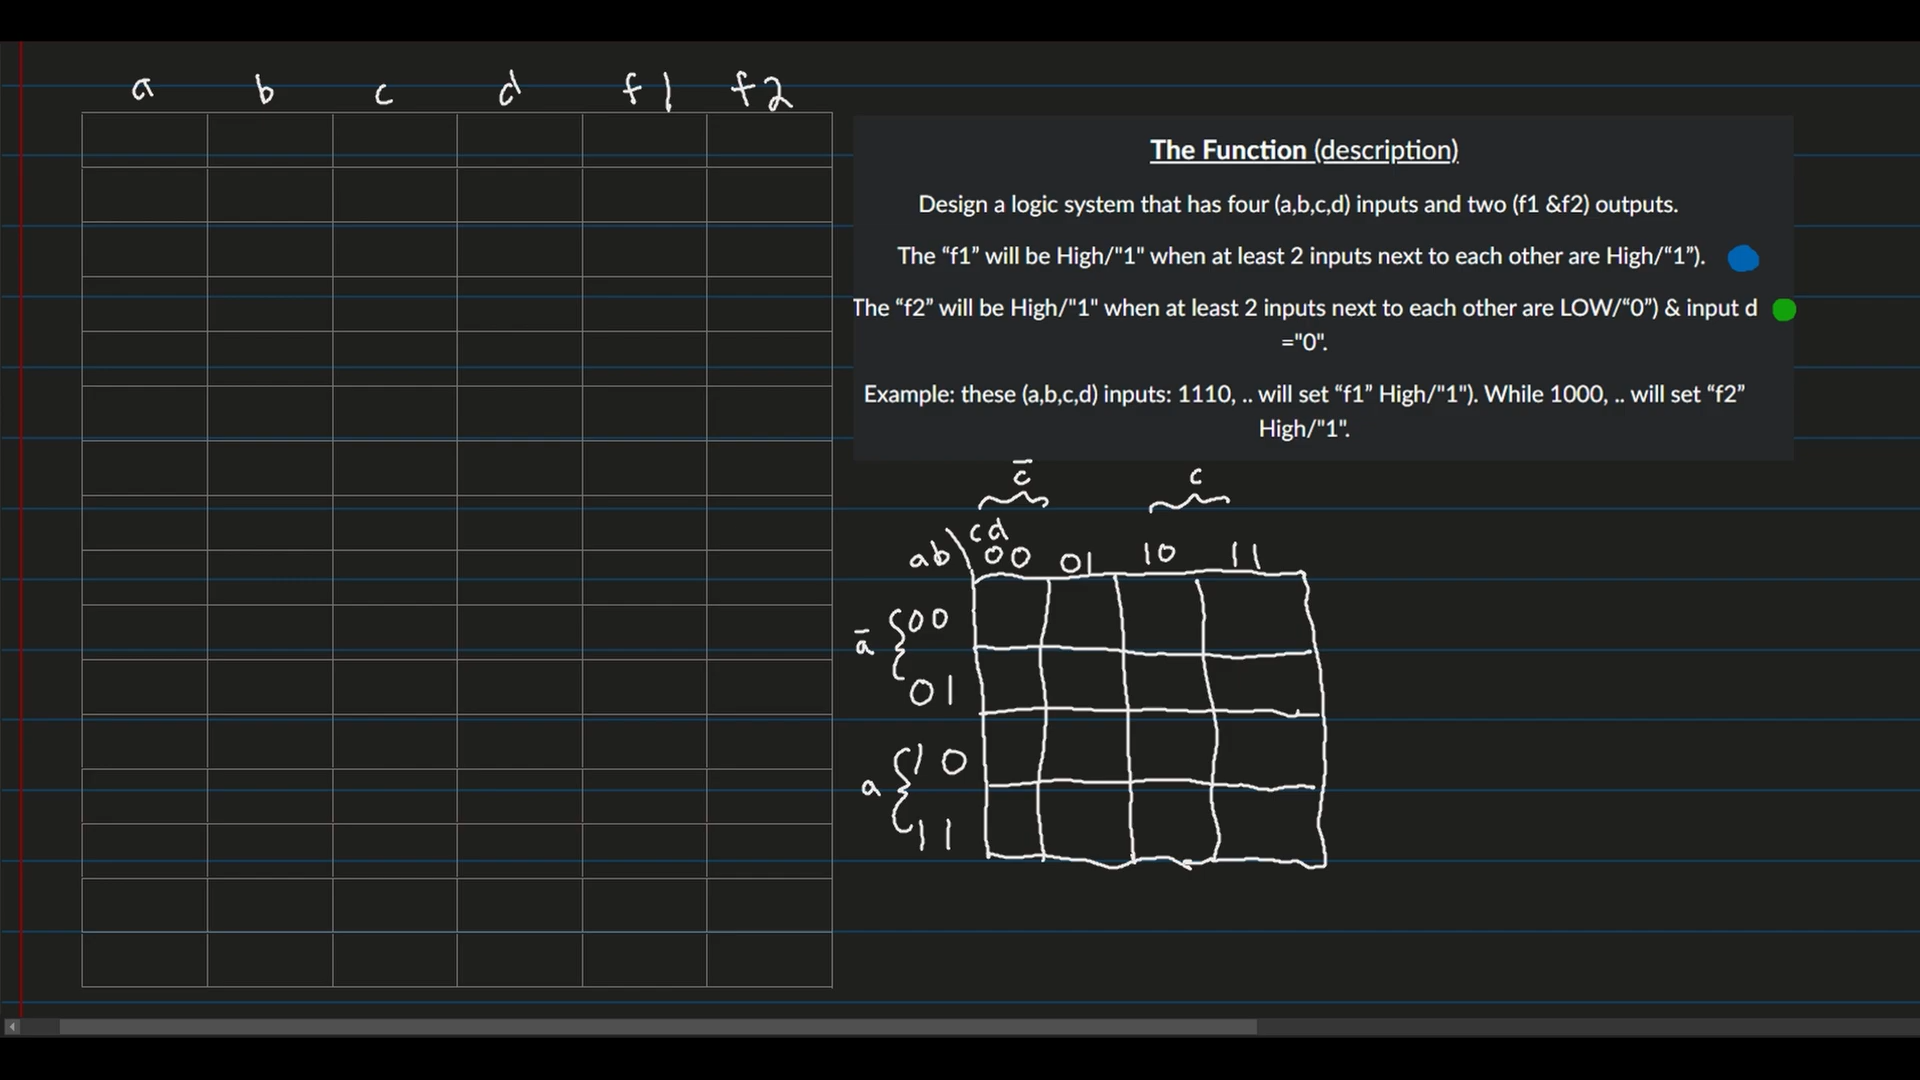 a b c d f1 f2
The Function (description)
Design a logic system that has four (a,b,c,d) inputs and two (f1 &f2) outputs.
The “f1” will be High/"1" when at least 2 inputs next to each other are High/“1”).
The “f2” will be High/"1" when at least 2 inputs next to each other are LOW/“0”) & input d
="0".
Example: these (a,b,c,d) inputs: 1110, .. will set “f1” High/"1"). While 1000, .. will set “f2”
High/"1".
c̄ c
cd
ab 00 01 10 11
00
ā
01
10
a
11